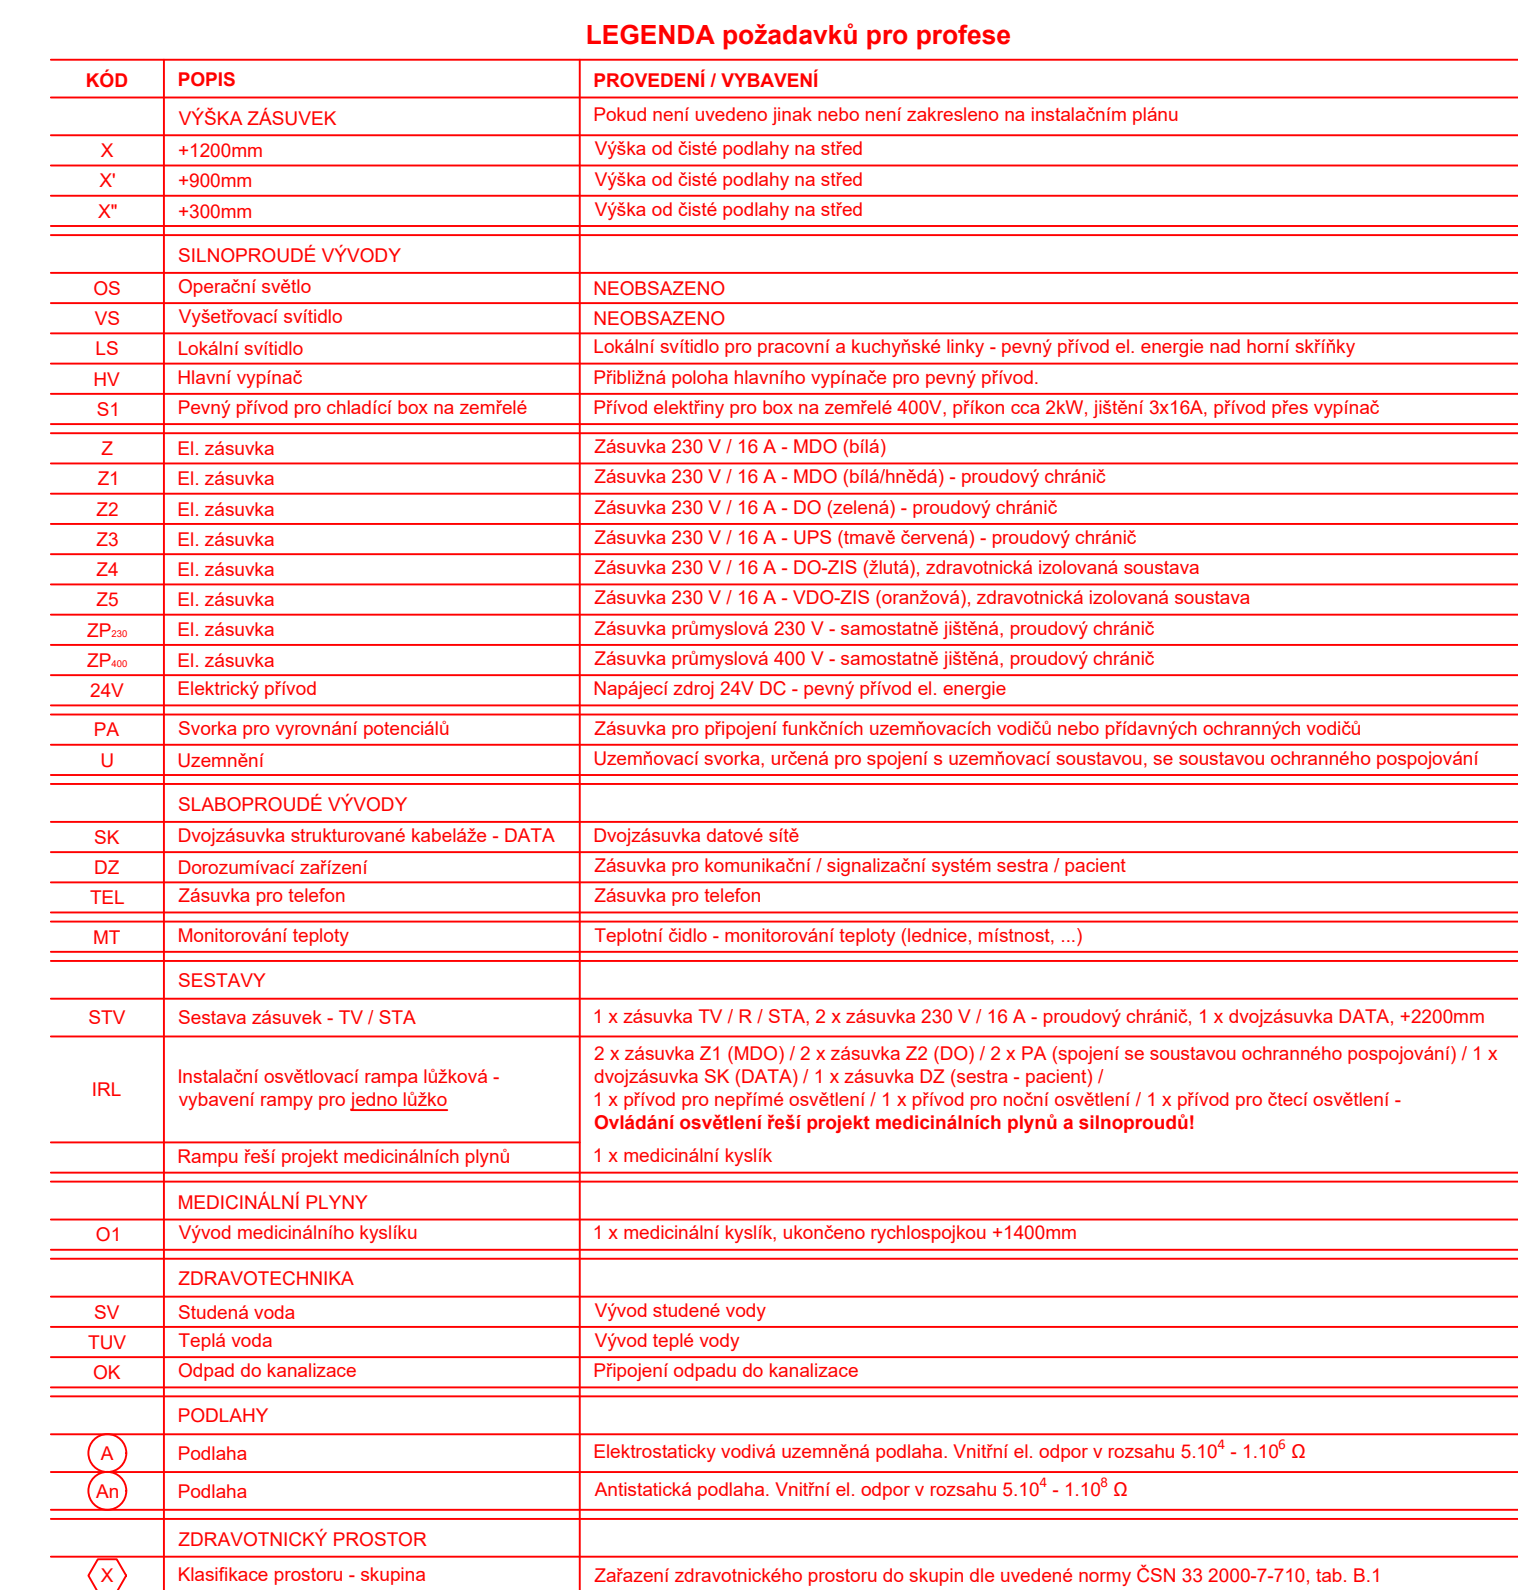 LEGENDA požadavků pro profese
KÓD POPIS PROVEDENÍ / VYBAVENÍ
VÝŠKA ZÁSUVEK Pokud není uvedeno jinak nebo není zakresleno na instalačním plánu
X +1200mm Výška od čisté podlahy na střed
X' +900mm Výška od čisté podlahy na střed
X" +300mm Výška od čisté podlahy na střed
SILNOPROUDÉ VÝVODY
OS Operační světlo NEOBSAZENO
VS Vyšetřovací svítidlo NEOBSAZENO
LS Lokální svítidlo Lokální svítidlo pro pracovní a kuchyňské linky - pevný přívod el. energie nad horní skříňky
HV Hlavní vypínač Přibližná poloha hlavního vypínače pro pevný přívod.
S1 Pevný přívod pro chladící box na zemřelé Přívod elektřiny pro box na zemřelé 400V, příkon cca 2kW, jištění 3x16A, přívod přes vypínač
Z El. zásuvka Zásuvka 230 V / 16 A - MDO (bílá)
Z1 El. zásuvka Zásuvka 230 V / 16 A - MDO (bílá/hnědá) - proudový chránič
Z2 El. zásuvka Zásuvka 230 V / 16 A - DO (zelená) - proudový chránič
Z3 El. zásuvka Zásuvka 230 V / 16 A - UPS (tmavě červená) - proudový chránič
Z4 El. zásuvka Zásuvka 230 V / 16 A - DO-ZIS (žlutá), zdravotnická izolovaná soustava
Z5 El. zásuvka Zásuvka 230 V / 16 A - VDO-ZIS (oranžová), zdravotnická izolovaná soustava
ZP230 El. zásuvka Zásuvka průmyslová 230 V - samostatně jištěná, proudový chránič
ZP400 El. zásuvka Zásuvka průmyslová 400 V - samostatně jištěná, proudový chránič
24V Elektrický přívod Napájecí zdroj 24V DC - pevný přívod el. energie
PA Svorka pro vyrovnání potenciálů Zásuvka pro připojení funkčních uzemňovacích vodičů nebo přídavných ochranných vodičů
U Uzemnění Uzemňovací svorka, určená pro spojení s uzemňovací soustavou, se soustavou ochranného pospojování
SLABOPROUDÉ VÝVODY
SK Dvojzásuvka strukturované kabeláže - DATA Dvojzásuvka datové sítě
DZ Dorozumívací zařízení Zásuvka pro komunikační / signalizační systém sestra / pacient
TEL Zásuvka pro telefon Zásuvka pro telefon
MT Monitorování teploty Teplotní čidlo - monitorování teploty (lednice, místnost, ...)
SESTAVY
STV Sestava zásuvek - TV / STA 1 x zásuvka TV / R / STA, 2 x zásuvka 230 V / 16 A - proudový chránič, 1 x dvojzásuvka DATA, +2200mm
IRL Instalační osvětlovací rampa lůžková -
vybavení rampy pro jedno lůžko
2 x zásuvka Z1 (MDO) / 2 x zásuvka Z2 (DO) / 2 x PA (spojení se soustavou ochranného pospojování) / 1 x
dvojzásuvka SK (DATA) / 1 x zásuvka DZ (sestra - pacient) /
1 x přívod pro nepřímé osvětlení / 1 x přívod pro noční osvětlení / 1 x přívod pro čtecí osvětlení -
Ovládání osvětlení řeší projekt medicinálních plynů a silnoproudů!
Rampu řeší projekt medicinálních plynů 1 x medicinální kyslík
MEDICINÁLNÍ PLYNY
O1 Vývod medicinálního kyslíku 1 x medicinální kyslík, ukončeno rychlospojkou +1400mm
ZDRAVOTECHNIKA
SV Studená voda Vývod studené vody
TUV Teplá voda Vývod teplé vody
OK Odpad do kanalizace Připojení odpadu do kanalizace
PODLAHY
A Podlaha Elektrostaticky vodivá uzemněná podlaha. Vnitřní el. odpor v rozsahu 5.10⁴ - 1.10⁶ Ω
An Podlaha Antistatická podlaha. Vnitřní el. odpor v rozsahu 5.10⁴ - 1.10⁸ Ω
ZDRAVOTNICKÝ PROSTOR
X Klasifikace prostoru - skupina Zařazení zdravotnického prostoru do skupin dle uvedené normy ČSN 33 2000-7-710, tab. B.1